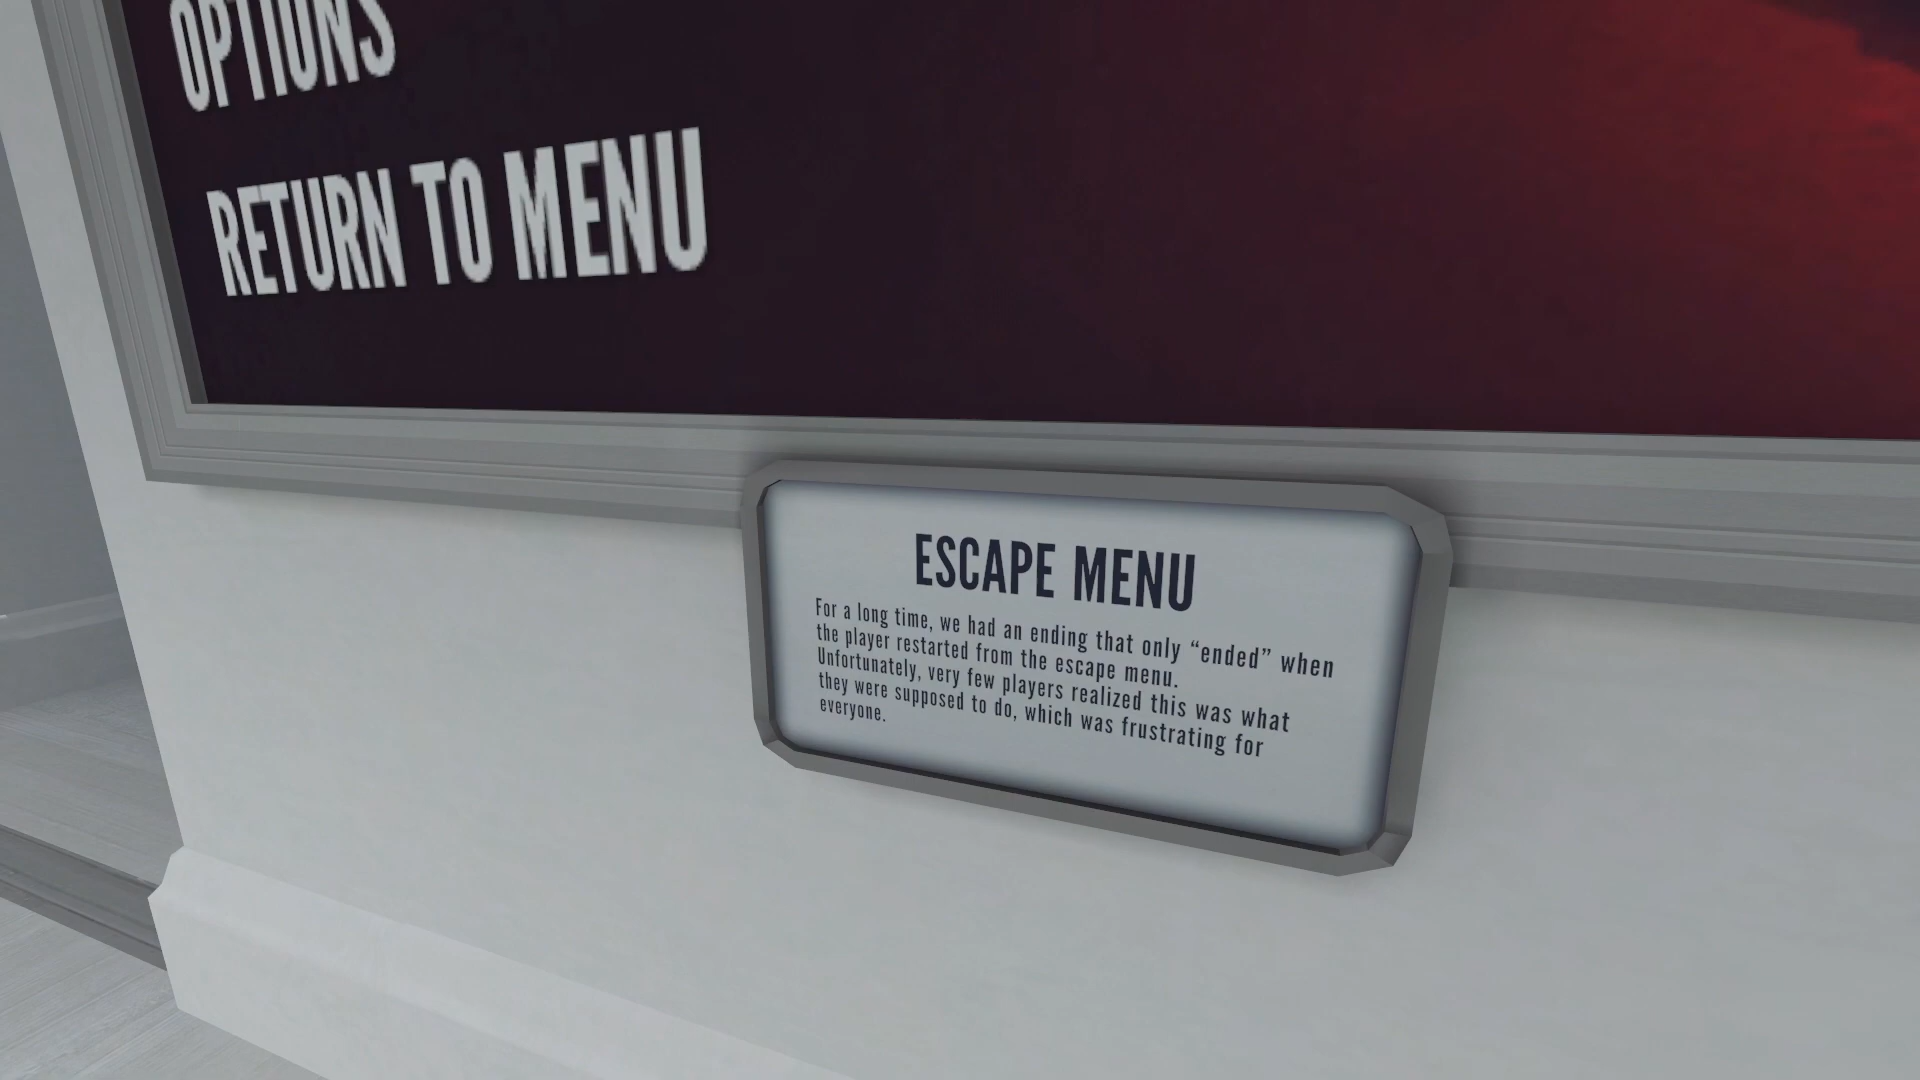 OPTIONS
RETURN TO MENU
ESCAPE MENU
For a long time, we had an ending that only “ended” when
the player restarted from the escape menu.
Unfortunately, very few players realized this was what
they were supposed to do, which was frustrating for
everyone.